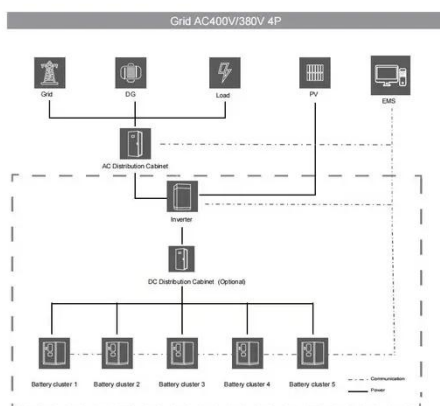 Grid AC400V/380V 4P
Grid
DG
Load
PV
EMS
AC Distribution Cabinet
Inverter
DC Distribution Cabinet (Optional)
Battery cluster 1
Battery cluster 2
Battery cluster 3
Battery cluster 4
Battery cluster 5
Communication
Power